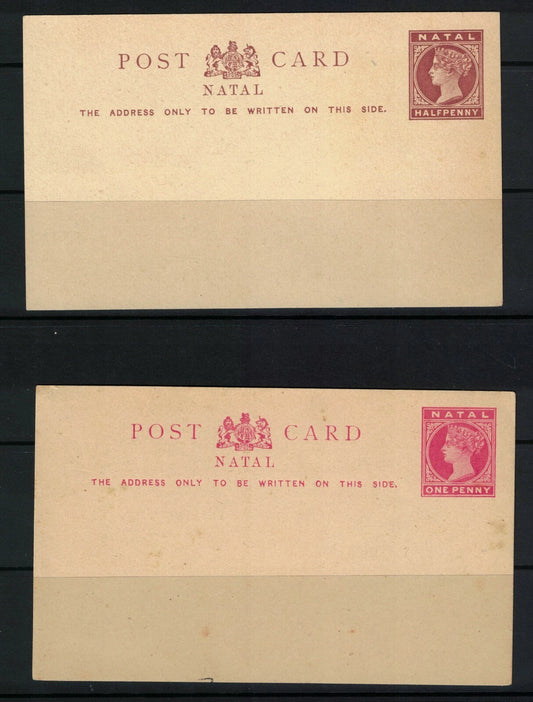 POST CARD
NATAL
THE ADDRESS ONLY TO BE WRITTEN ON THIS SIDE.
NATAL
HALFPENNY
POST CARD
NATAL
THE ADDRESS ONLY TO BE WRITTEN ON THIS SIDE.
NATAL
ONE PENNY